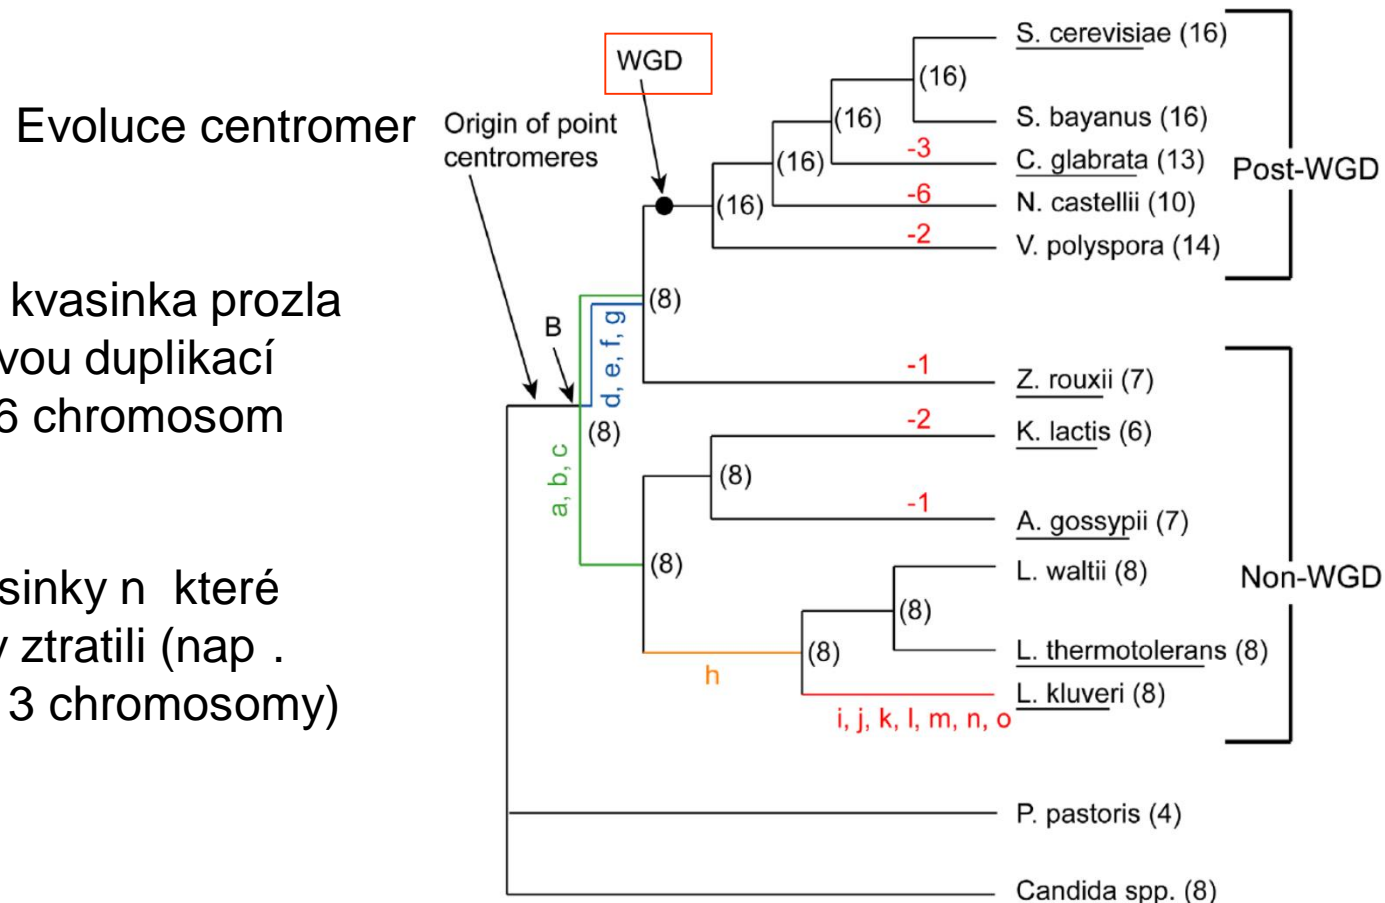 Evoluce centromer
kvasinka prozla
vou duplikací
6 chromosom
sinky n které
ztratili (nap .
3 chromosomy)
WGD
Origin of point
centromeres
B
S. cerevisiae (16)
(16)
S. bayanus (16)
(16)
-3
C. glabrata (13)
Post-WGD
(16)
-6
N. castellii (10)
(16)
-2
V. polyspora (14)
(8)
d, e, f, g
-1
Z. rouxii (7)
(8)
-2
K. lactis (6)
a, b, c
(8)
-1
A. gossypii (7)
(8)
L. waltii (8)
Non-WGD
(8)
L. thermotolerans (8)
(8)
h
L. kluveri (8)
i, j, k, l, m, n, o
P. pastoris (4)
Candida spp. (8)